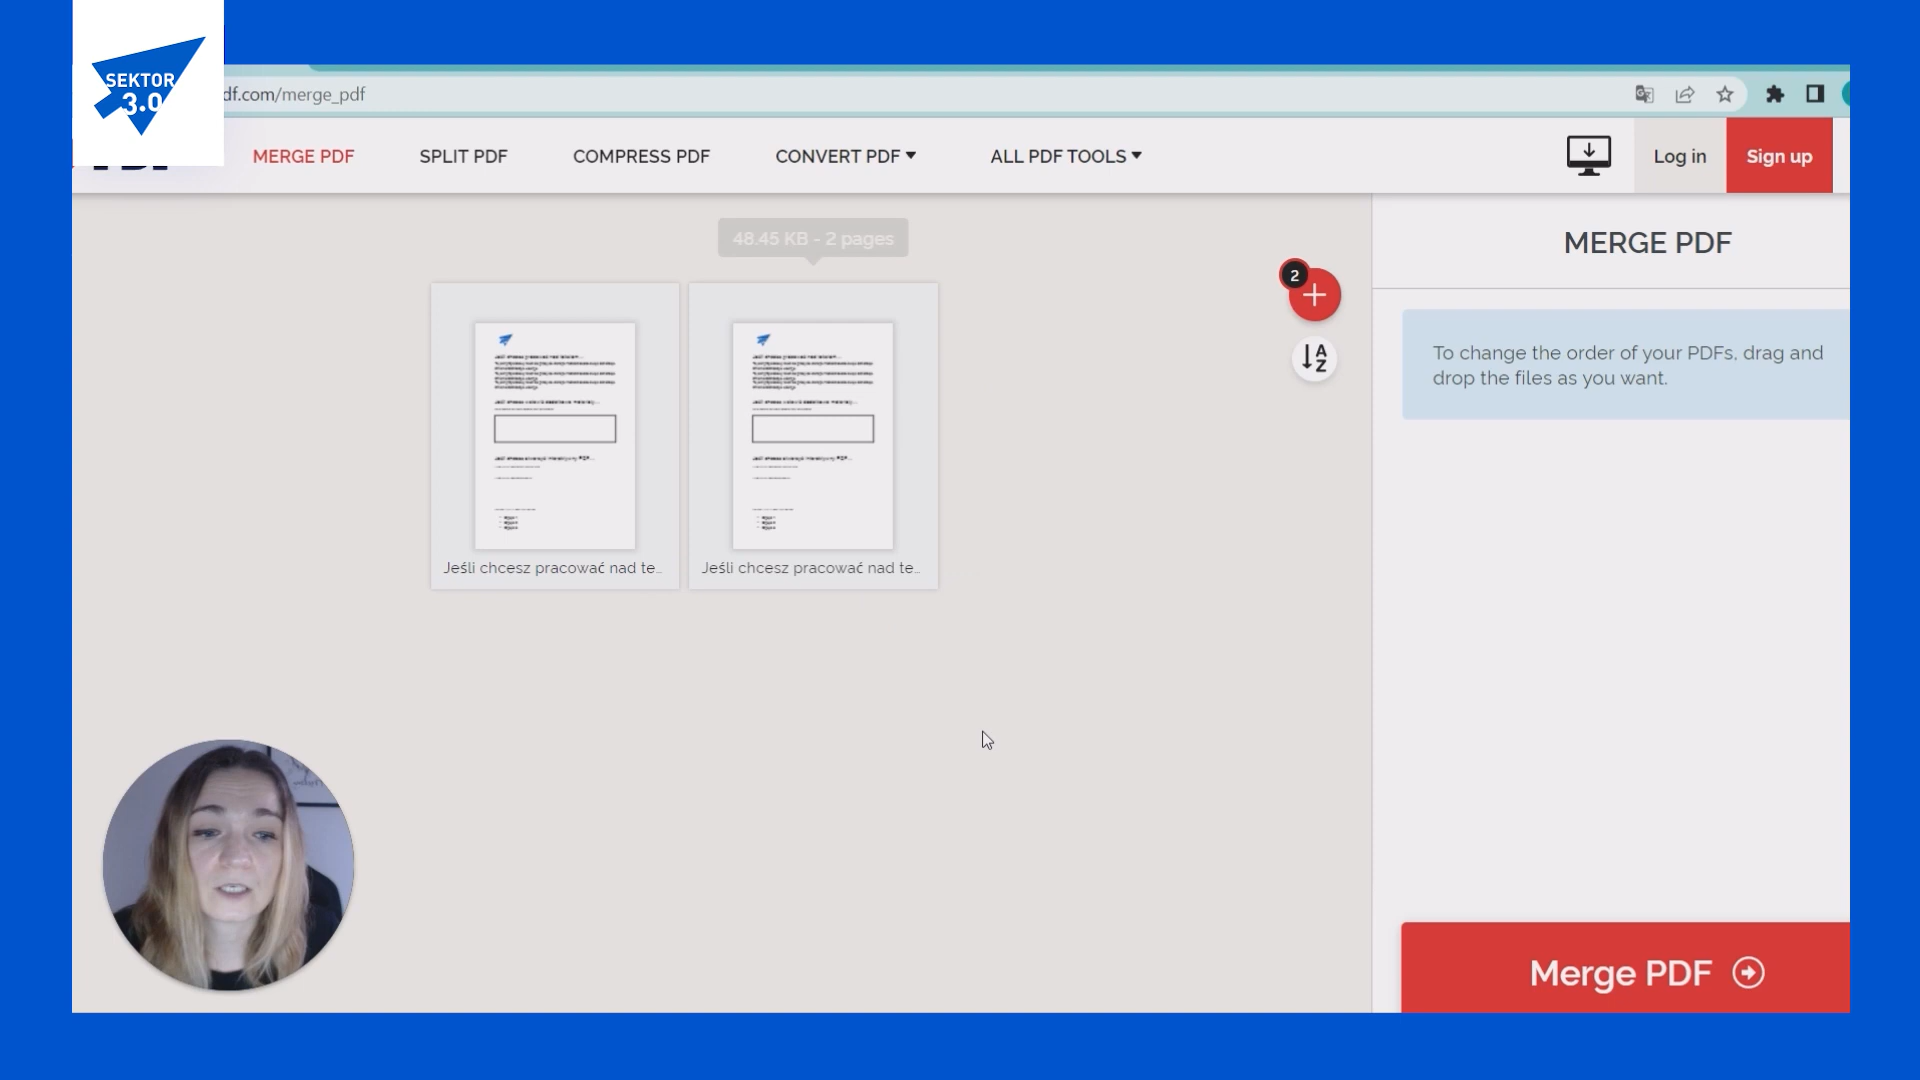 SEKTOR
3.0
df.com/merge_pdf
MERGE PDF
SPLIT PDF
COMPRESS PDF
CONVERT PDF
ALL PDF TOOLS
Log in
Sign up
48.45 KB - 2 pages
2
A
Z
MERGE PDF
To change the order of your PDFs, drag and
drop the files as you want.
Jeśli chcesz pracować nad te...
Jeśli chcesz pracować nad te...
Merge PDF